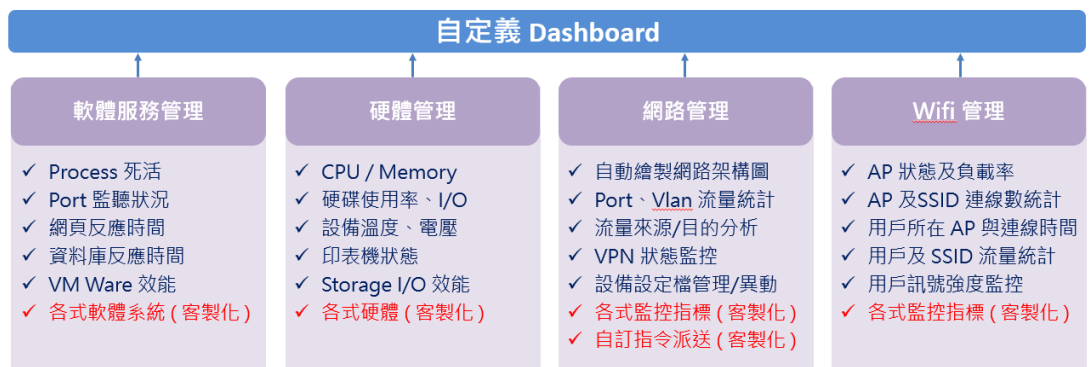 自定義 Dashboard
軟體服務管理
✓ Process 死活
✓ Port 監聽狀況
✓ 網頁反應時間
✓ 資料庫反應時間
✓ VM Ware 效能
✓ 各式軟體系統 ( 客製化 )
硬體管理
✓ CPU / Memory
✓ 硬碟使用率、I/O
✓ 設備溫度、電壓
✓ 印表機狀態
✓ Storage I/O 效能
✓ 各式硬體 ( 客製化 )
網路管理
✓ 自動繪製網路架構圖
✓ Port、Vlan 流量統計
✓ 流量來源/目的分析
✓ VPN 狀態監控
✓ 設備設定檔管理/異動
✓ 各式監控指標 ( 客製化 )
✓ 自訂指令派送 ( 客製化 )
Wifi 管理
✓ AP 狀態及負載率
✓ AP 及SSID 連線數統計
✓ 用戶所在 AP 與連線時間
✓ 用戶及 SSID 流量統計
✓ 用戶訊號強度監控
✓ 各式監控指標 ( 客製化 )